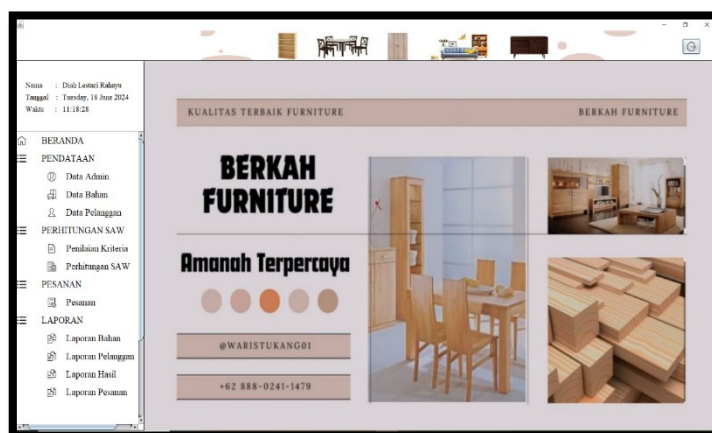 Nama : Diah Lestari Rahayu
Tanggal : Tuesday, 18 June 2024
Waktu : 11:18:28
BERANDA
PENDATAAN
Data Admin
Data Bahan
Data Pelanggan
PERHITUNGAN SAW
Penilaian Kriteria
Perhitungan SAW
PESANAN
Pesanan
LAPORAN
Laporan Bahan
Laporan Pelanggan
Laporan Hasil
Laporan Pesanan
KUALITAS TERBAIK FURNITURE
BERKAH FURNITURE
BERKAH
FURNITURE
Amanah Terpercaya
@WARISTUKANG01
+62 888-0241-1479